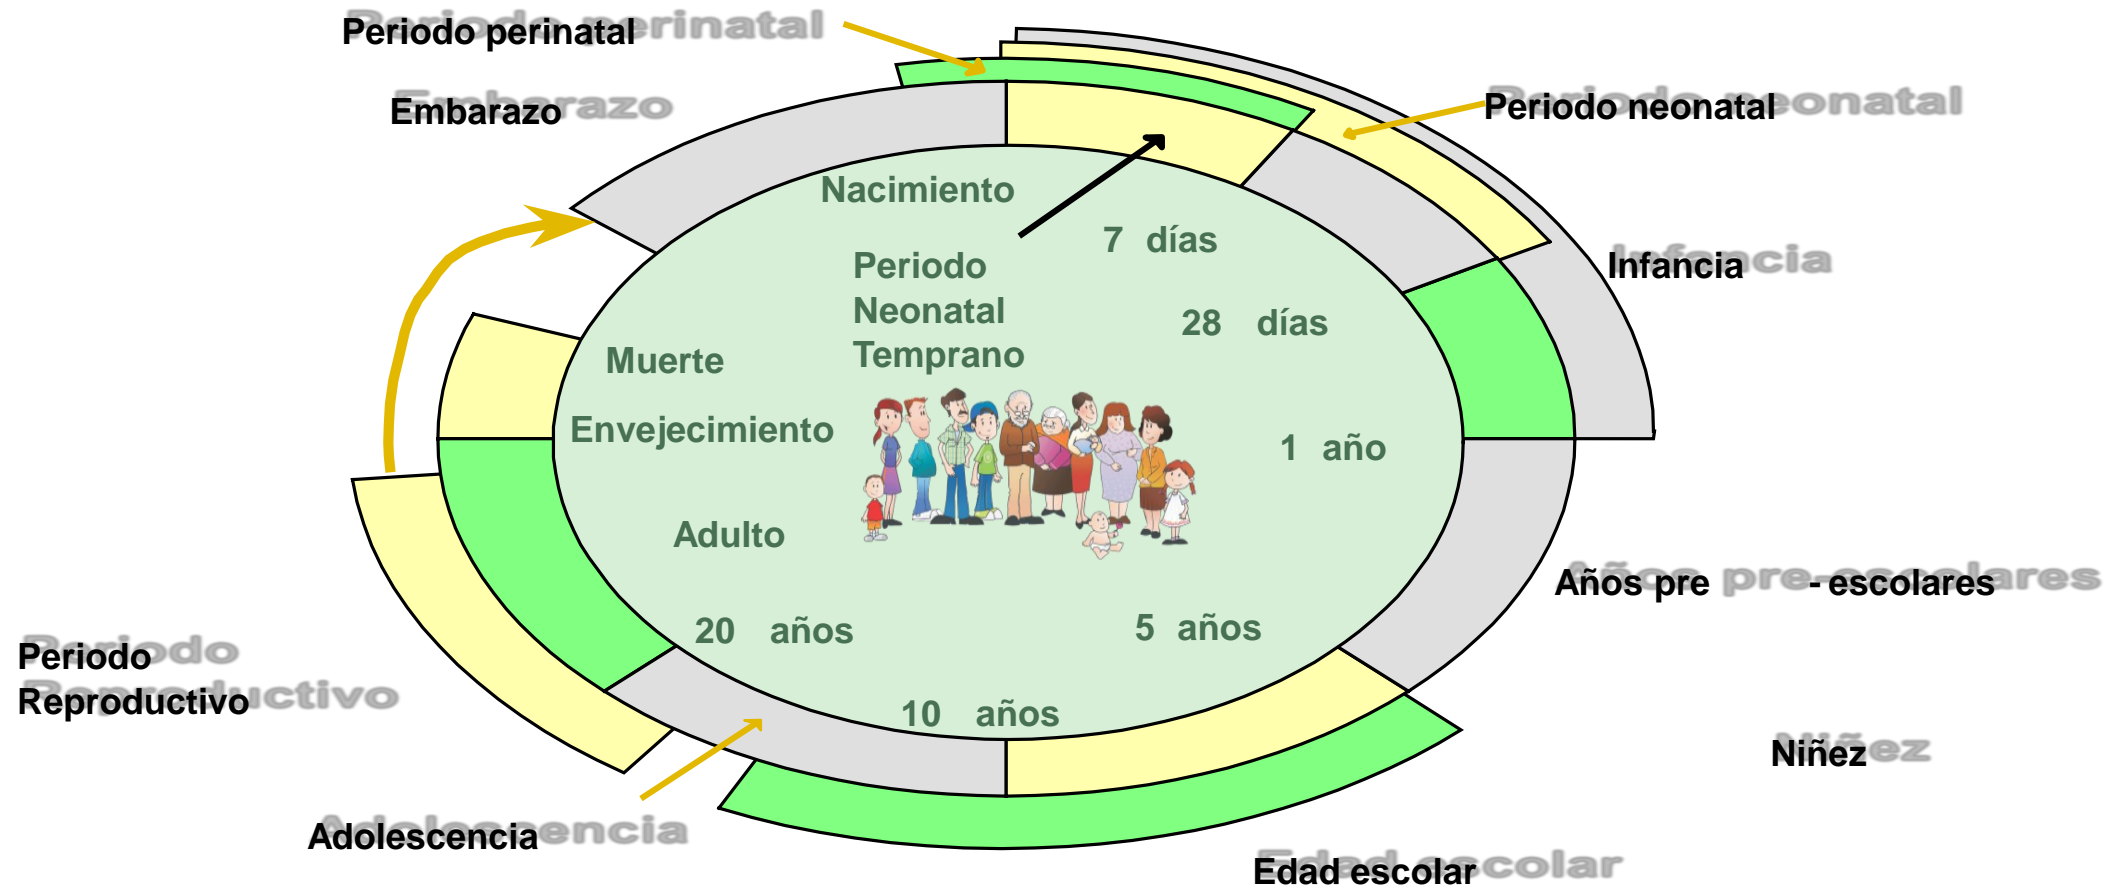 Periodo perinatal
Embarazo
Periodo neonatal
Nacimiento
7 días
Periodo
Neonatal
Temprano
Infancia
28 días
Muerte
Envejecimiento
1 año
Adulto
Años pre - escolares
20 años
5 años
Periodo
Reproductivo
10 años
Niñez
Adolescencia
Edad escolar